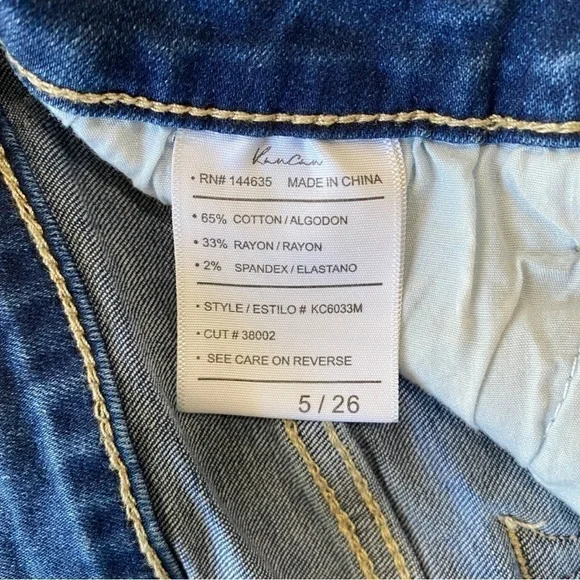 KanCan
• RN# 144635 MADE IN CHINA
• 65% COTTON / ALGODON
• 33% RAYON / RAYON
• 2% SPANDEX / ELASTANO
• STYLE / ESTILO # KC6033M
• CUT # 38002
• SEE CARE ON REVERSE
5 / 26